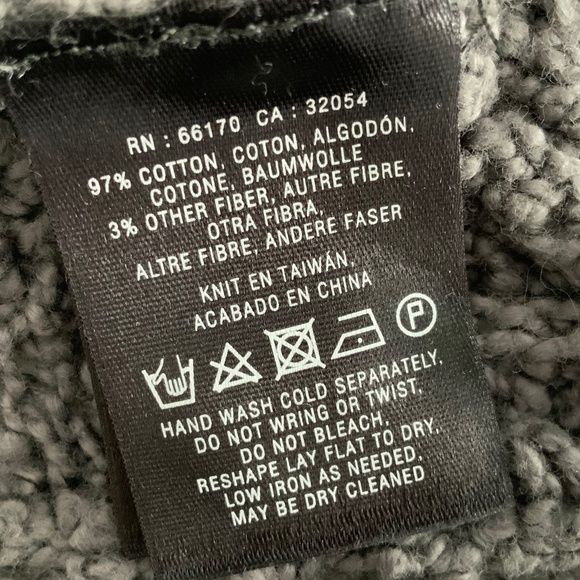 RN : 66170 CA : 32054
97% COTTON, COTON, ALGODÓN,
COTONE, BAUMWOLLE
3% OTHER FIBER, AUTRE FIBRE,
OTRA FIBRA,
ALTRE FIBRE, ANDERE FASER
KNIT EN TAIWÁN,
ACABADO EN CHINA
P
HAND WASH COLD SEPARATELY.
DO NOT WRING OR TWIST.
DO NOT BLEACH.
RESHAPE LAY FLAT TO DRY.
LOW IRON AS NEEDED.
MAY BE DRY CLEANED